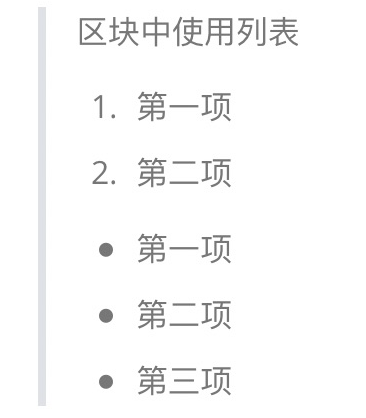 区块中使用列表
1. 第一项
2. 第二项
• 第一项
• 第二项
• 第三项